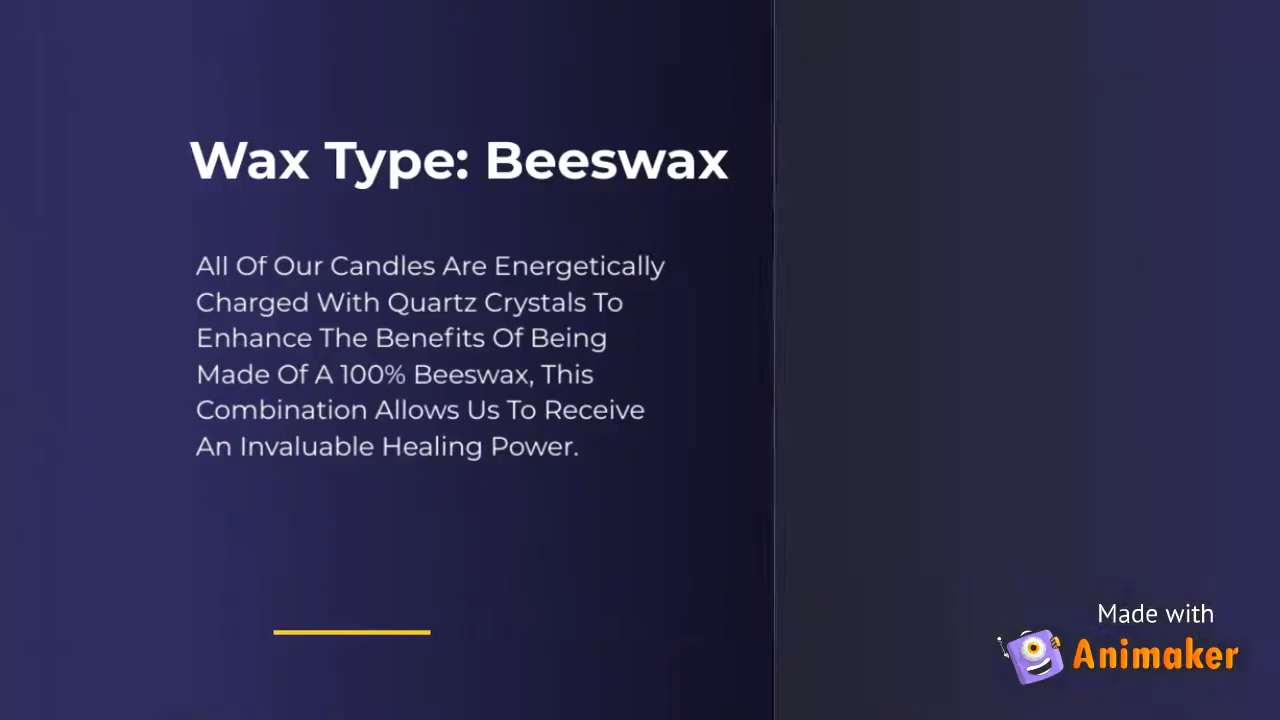 Wax Type: Beeswax
All Of Our Candles Are Energetically
Charged With Quartz Crystals To
Enhance The Benefits Of Being
Made Of A 100% Beeswax, This
Combination Allows Us To Receive
An Invaluable Healing Power.
Made with
Animaker